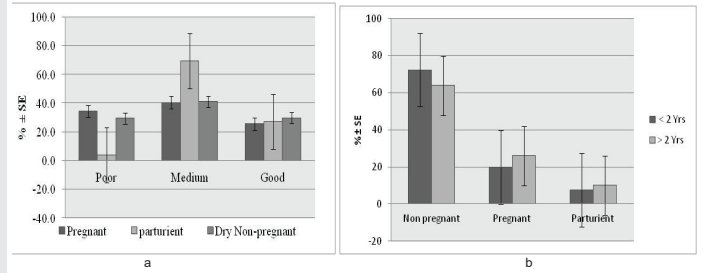 100.0
80.0
60.0
40.0
20.0
0.0
-20.0
-40.0
% ± SE
Poor Medium Good
Pregnant parturient Dry Non-pregnant
a
100
80
60
40
20
0
-20
% ± SE
Non pregnant Pregnant Parturient
< 2 Yrs
> 2 Yrs
b